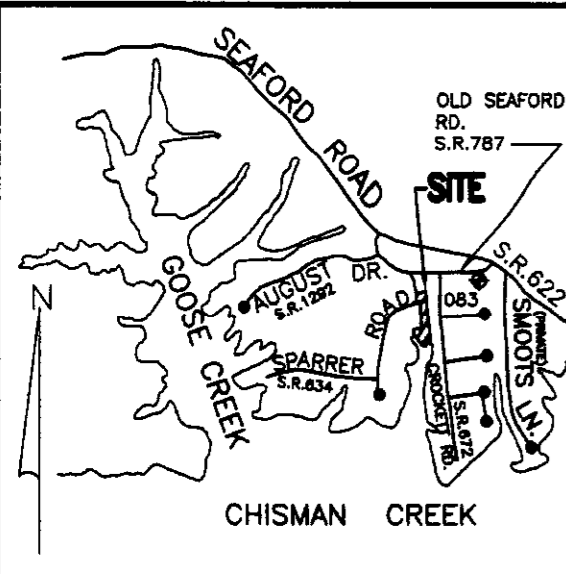 SEAFORD ROAD
OLD SEAFORD
RD.
S.R.787
SITE
S.R.622
AUGUST DR.
S.R.1292
ROAD
083
(PRIVATE)
SMOOTS LN.
GOOSE CREEK
SPARRER
S.R.634
CROCKETT RD.
S.R.672
N
CHISMAN CREEK